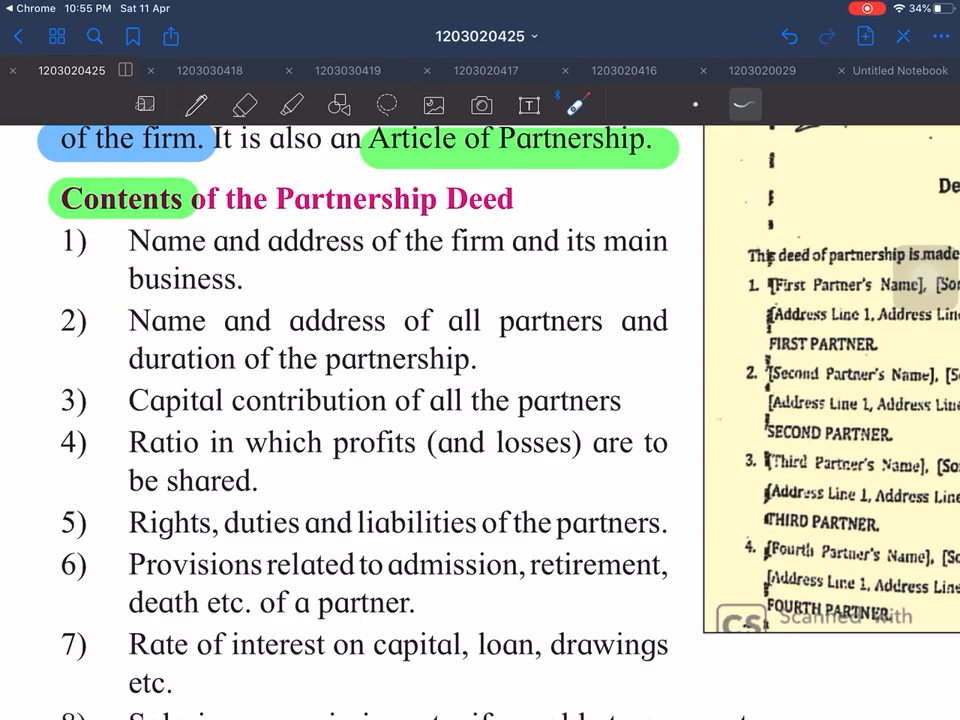 Chrome 10:55 PM Sat 11 Apr 34%
1203020425
1203020425 1203030418 1203030419 1203020417 1203020416 1203020029 Untitled Notebook
of the firm. It is also an Article of Partnership.
Contents of the Partnership Deed
1) Name and address of the firm and its main
business.
2) Name and address of all partners and
duration of the partnership.
3) Capital contribution of all the partners
4) Ratio in which profits (and losses) are to
be shared.
5) Rights, duties and liabilities of the partners.
6) Provisions related to admission, retirement,
death etc. of a partner.
7) Rate of interest on capital, loan, drawings
etc.
De
This deed of partnership is made
1. [First Partner's Name], [Son
[Address Line 1, Address Line
FIRST PARTNER.
2. [Second Partner's Name], [S
[Address Line 1, Address Line
SECOND PARTNER.
3. [Third Partner's Name], [So
[Address Line 1, Address Line
THIRD PARTNER.
4. [Fourth Partner's Name], [S
[Address Line 1, Address Line
FOURTH PARTNER.
CS Scanned with